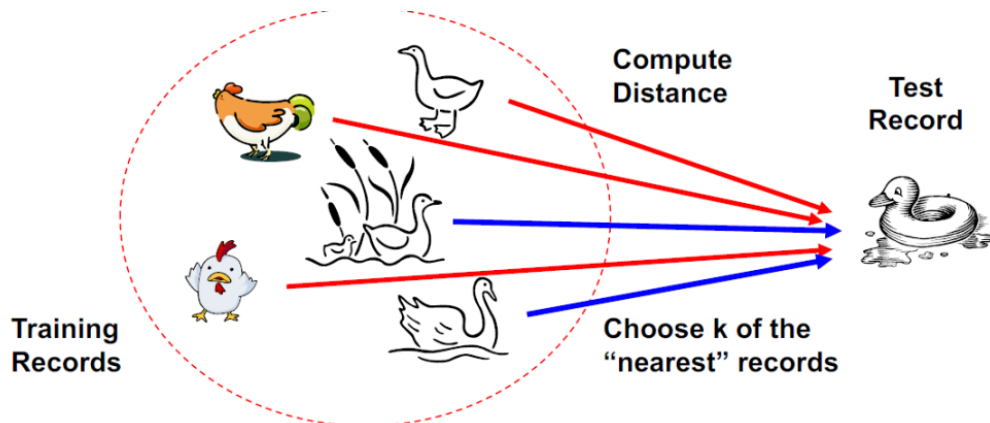 Compute
Distance
Test
Record
Training
Records
Choose k of the
“nearest” records